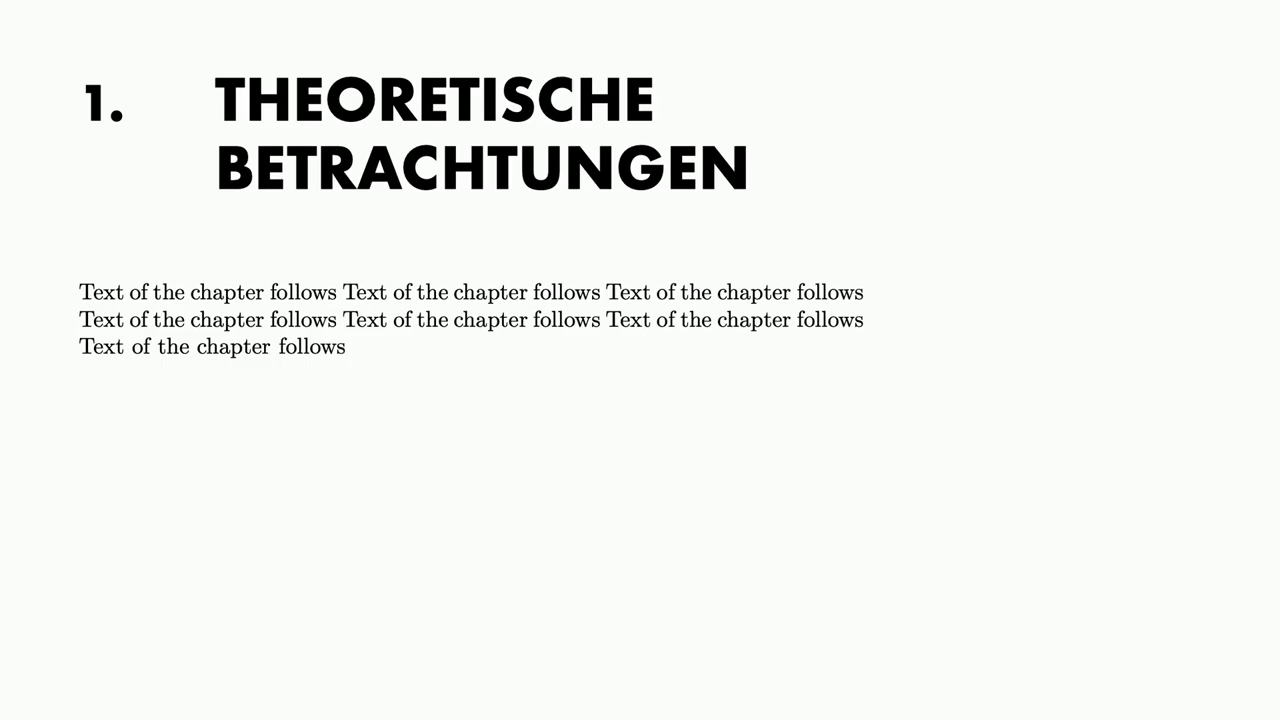 1. THEORETISCHE
BETRACHTUNGEN
Text of the chapter follows Text of the chapter follows Text of the chapter follows
Text of the chapter follows Text of the chapter follows Text of the chapter follows
Text of the chapter follows